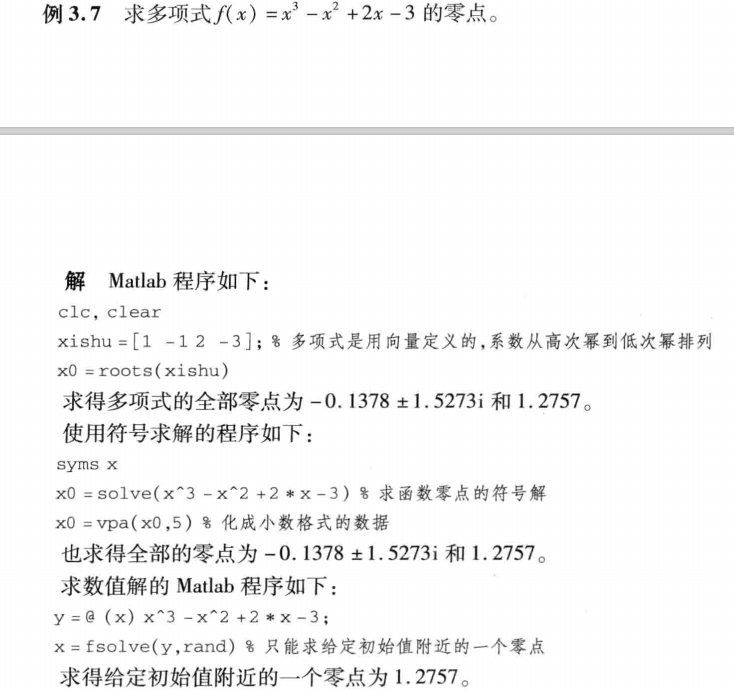 例 3.7 求多项式 f(x) = x³ − x² + 2x − 3 的零点。
解 Matlab 程序如下：
clc, clear
xishu = [1 -1 2 -3]; % 多项式是用向量定义的,系数从高次幂到低次幂排列
x0 = roots(xishu)
求得多项式的全部零点为 −0.1378 ± 1.5273i 和 1.2757。
使用符号求解的程序如下：
syms x
x0 = solve(x^3 - x^2 + 2 * x - 3) % 求函数零点的符号解
x0 = vpa(x0,5) % 化成小数格式的数据
也求得全部的零点为 −0.1378 ± 1.5273i 和 1.2757。
求数值解的 Matlab 程序如下：
y = @ (x) x^3 - x^2 + 2 * x - 3;
x = fsolve(y,rand) % 只能求给定初始值附近的一个零点
求得给定初始值附近的一个零点为 1.2757。